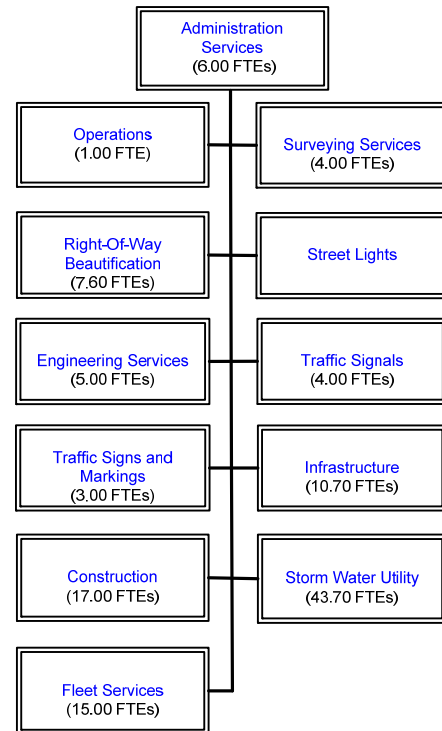 Administration
Services
(6.00 FTEs)
Operations
(1.00 FTE)
Surveying Services
(4.00 FTEs)
Right-Of-Way
Beautification
(7.60 FTEs)
Street Lights
Engineering Services
(5.00 FTEs)
Traffic Signals
(4.00 FTEs)
Traffic Signs and
Markings
(3.00 FTEs)
Infrastructure
(10.70 FTEs)
Construction
(17.00 FTEs)
Storm Water Utility
(43.70 FTEs)
Fleet Services
(15.00 FTEs)